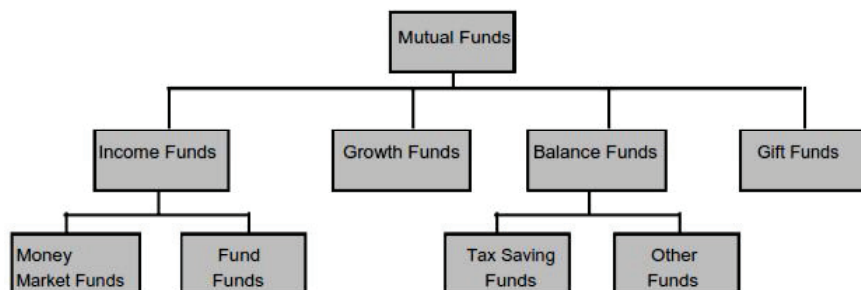 Mutual Funds
Income Funds
Growth Funds
Balance Funds
Gift Funds
Money
Market Funds
Fund
Funds
Tax Saving
Funds
Other
Funds